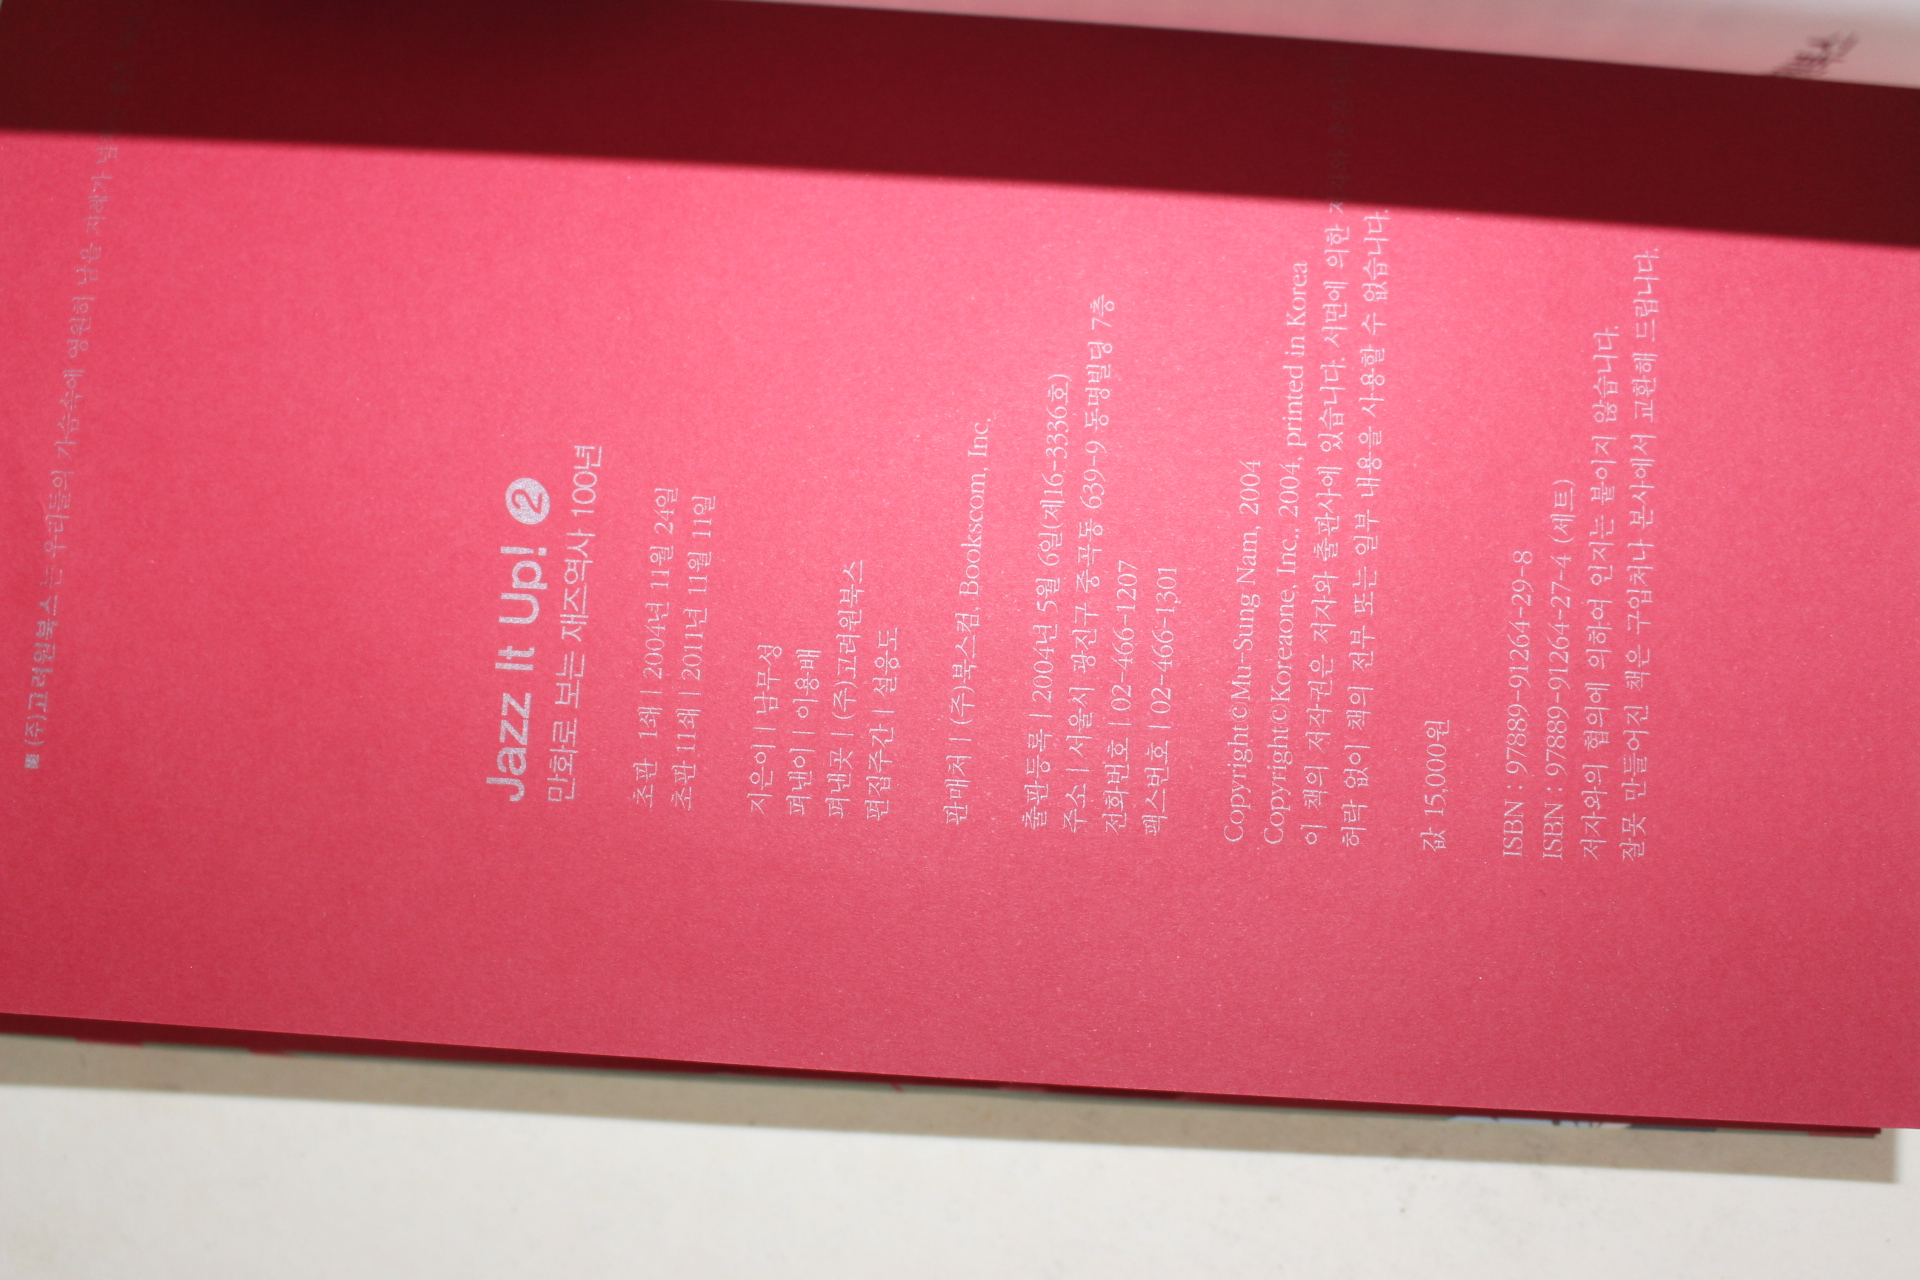 (주)고려원북스는 우리들의 가슴속에 영원히 남을 지혜가
Jazz It Up! 2
만화로 보는 재즈역사 100년
초판 1쇄 | 2004년 11월 24일
초판 11쇄 | 2011년 11월 11일
지은이 | 남무성
펴낸이 | 이용배
펴낸곳 | (주)고려원북스
편집주간 | 설응도
판매처 | (주)북스컴, Bookscom, Inc.
출판등록 | 2004년 5월 6일(제16-3336호)
주소 | 서울시 광진구 중곡동 639-9 동명빌딩 7층
전화번호 | 02-466-1207
팩스번호 | 02-466-1301
Copyright©Mu-Sung Nam, 2004
Copyright©Koreaone, Inc., 2004, printed in Korea
이 책의 저작권은 저자와 출판사에 있습니다. 서면에 의한
허락 없이 책의 전부 또는 일부 내용을 사용할 수 없습니다.
값 15,000원
ISBN : 97889-91264-29-8
ISBN : 97889-91264-27-4 (세트)
저자와의 협의에 의하여 인지는 붙이지 않습니다.
잘못 만들어진 책은 구입처나 본사에서 교환해 드립니다.